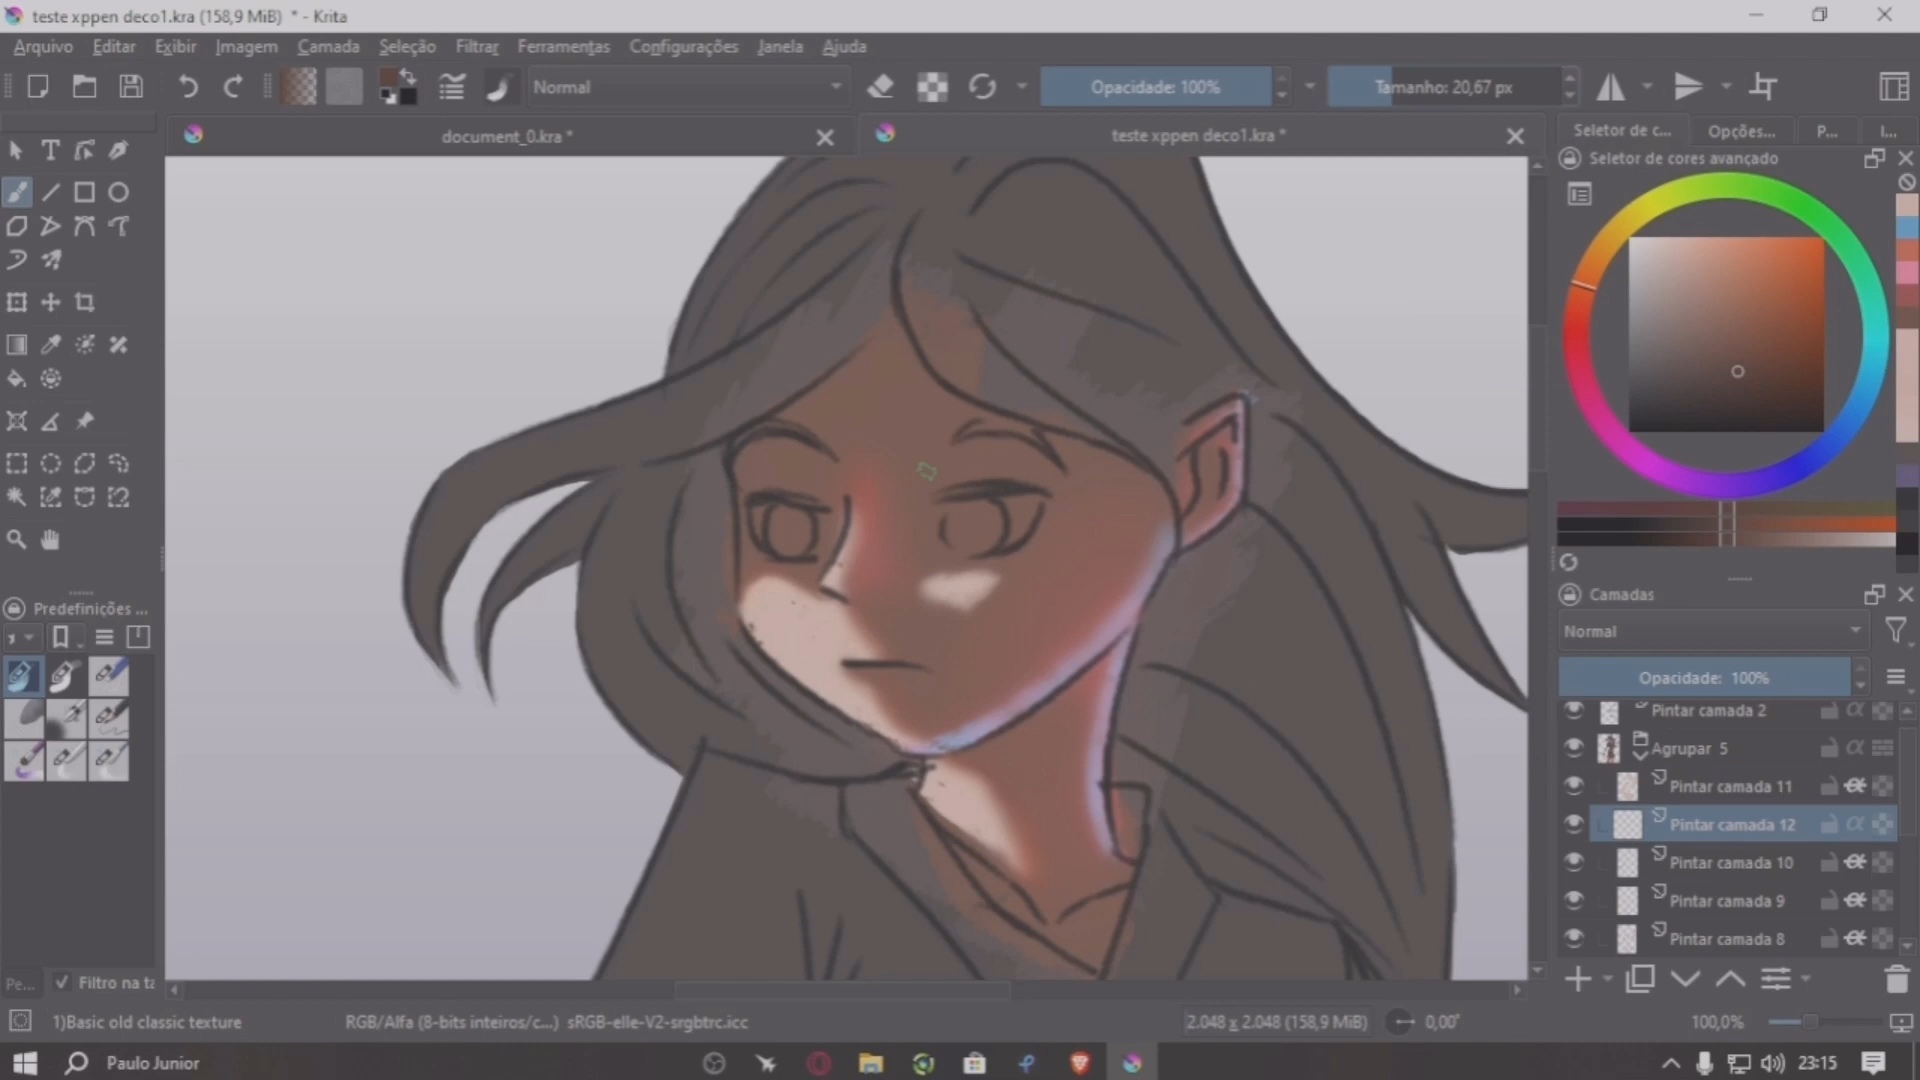 teste xppen deco1.kra (158,9 MiB) * - Krita
Arquivo Editar Exibir Imagem Camada Seleção Filtrar Ferramentas Configurações Janela Ajuda
Normal
Opacidade: 100%
Tamanho: 20,67 px
document_0.kra *
teste xppen deco1.kra *
Seletor de c... Opções... P... I...
Seletor de cores avançado
Predefinições ...
Camadas
Normal
Opacidade: 100%
Pintar camada 2
Agrupar 5
Pintar camada 11
Pintar camada 12
Pintar camada 10
Pintar camada 9
Pintar camada 8
Pe... Filtro na ta
1)Basic old classic texture
RGB/Alfa (8-bits inteiros/c...) sRGB-elle-V2-srgbtrc.icc
2.048 x 2.048 (158,9 MiB)
0,00°
100,0%
Paulo Junior
23:15